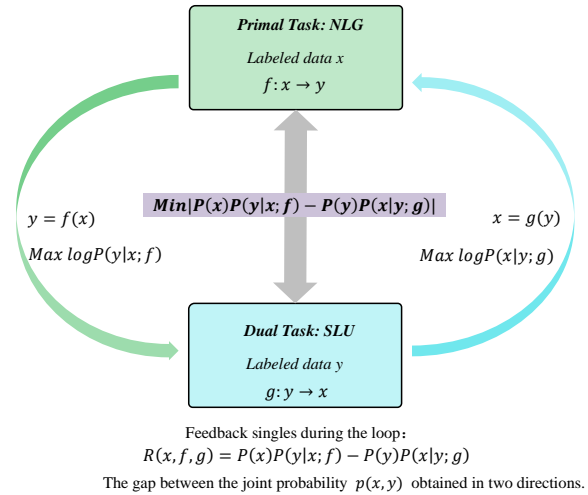 Primal Task: NLG
Labeled data x
f: x → y
Min|P(x)P(y|x; f) − P(y)P(x|y; g)|
y = f(x)
Max logP(y|x; f)
x = g(y)
Max logP(x|y; g)
Dual Task: SLU
Labeled data y
g: y → x
Feedback singles during the loop：
R(x, f, g) = P(x)P(y|x; f) − P(y)P(x|y; g)
The gap between the joint probability p(x, y) obtained in two directions.